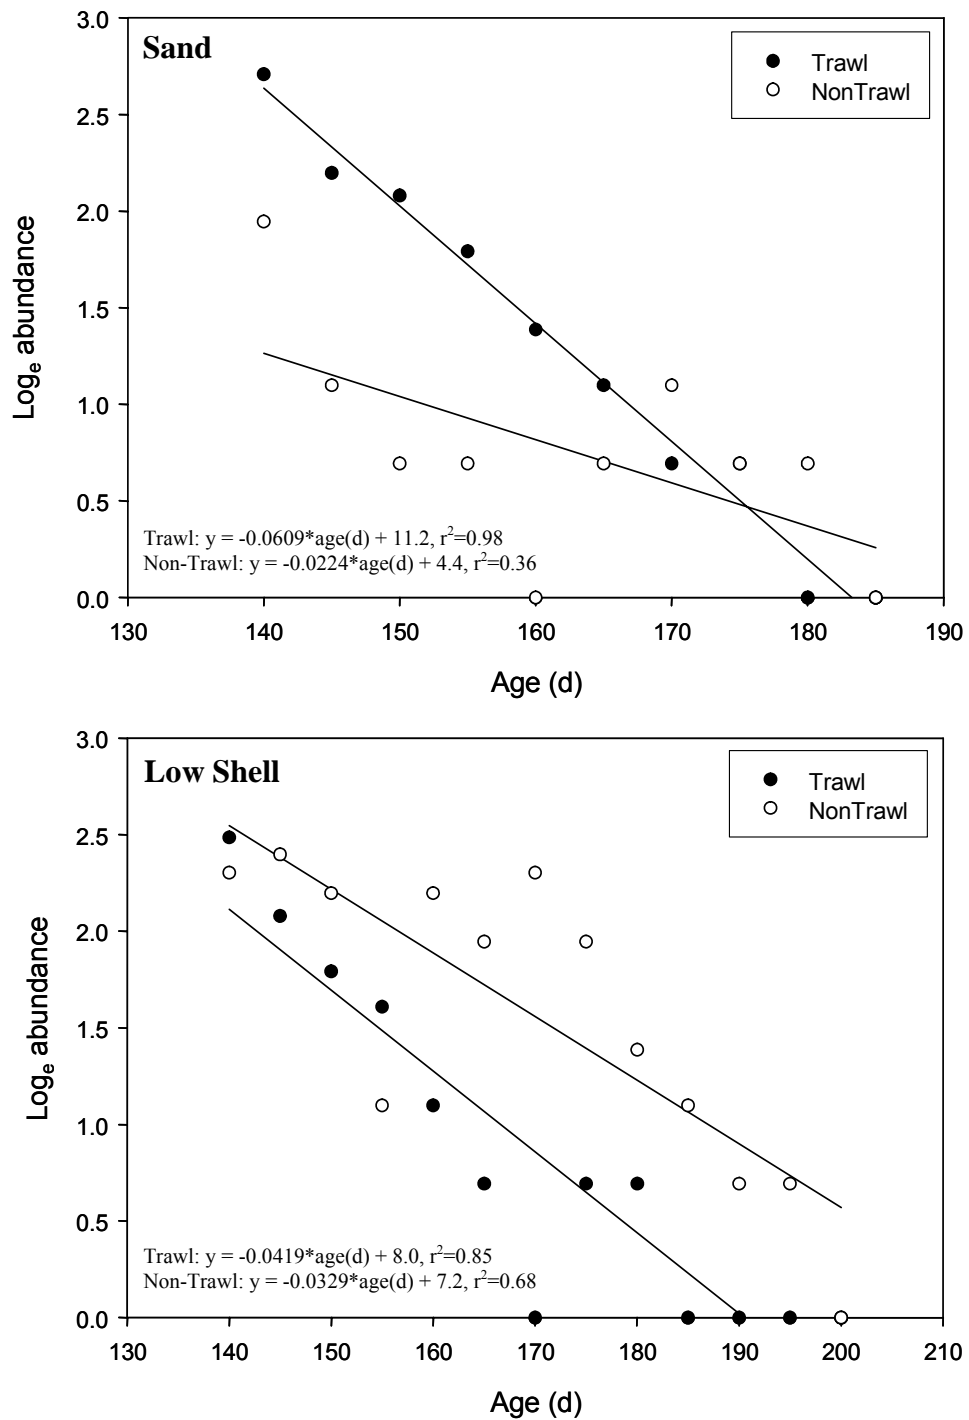 Sand
Trawl
NonTrawl
3.0
2.5
2.0
1.5
1.0
0.5
0.0
Logₑ abundance
Trawl: y = -0.0609*age(d) + 11.2, r²=0.98
Non-Trawl: y = -0.0224*age(d) + 4.4, r²=0.36
130 140 150 160 170 180 190
Age (d)
Low Shell
Trawl
NonTrawl
3.0
2.5
2.0
1.5
1.0
0.5
0.0
Logₑ abundance
Trawl: y = -0.0419*age(d) + 8.0, r²=0.85
Non-Trawl: y = -0.0329*age(d) + 7.2, r²=0.68
130 140 150 160 170 180 190 200 210
Age (d)